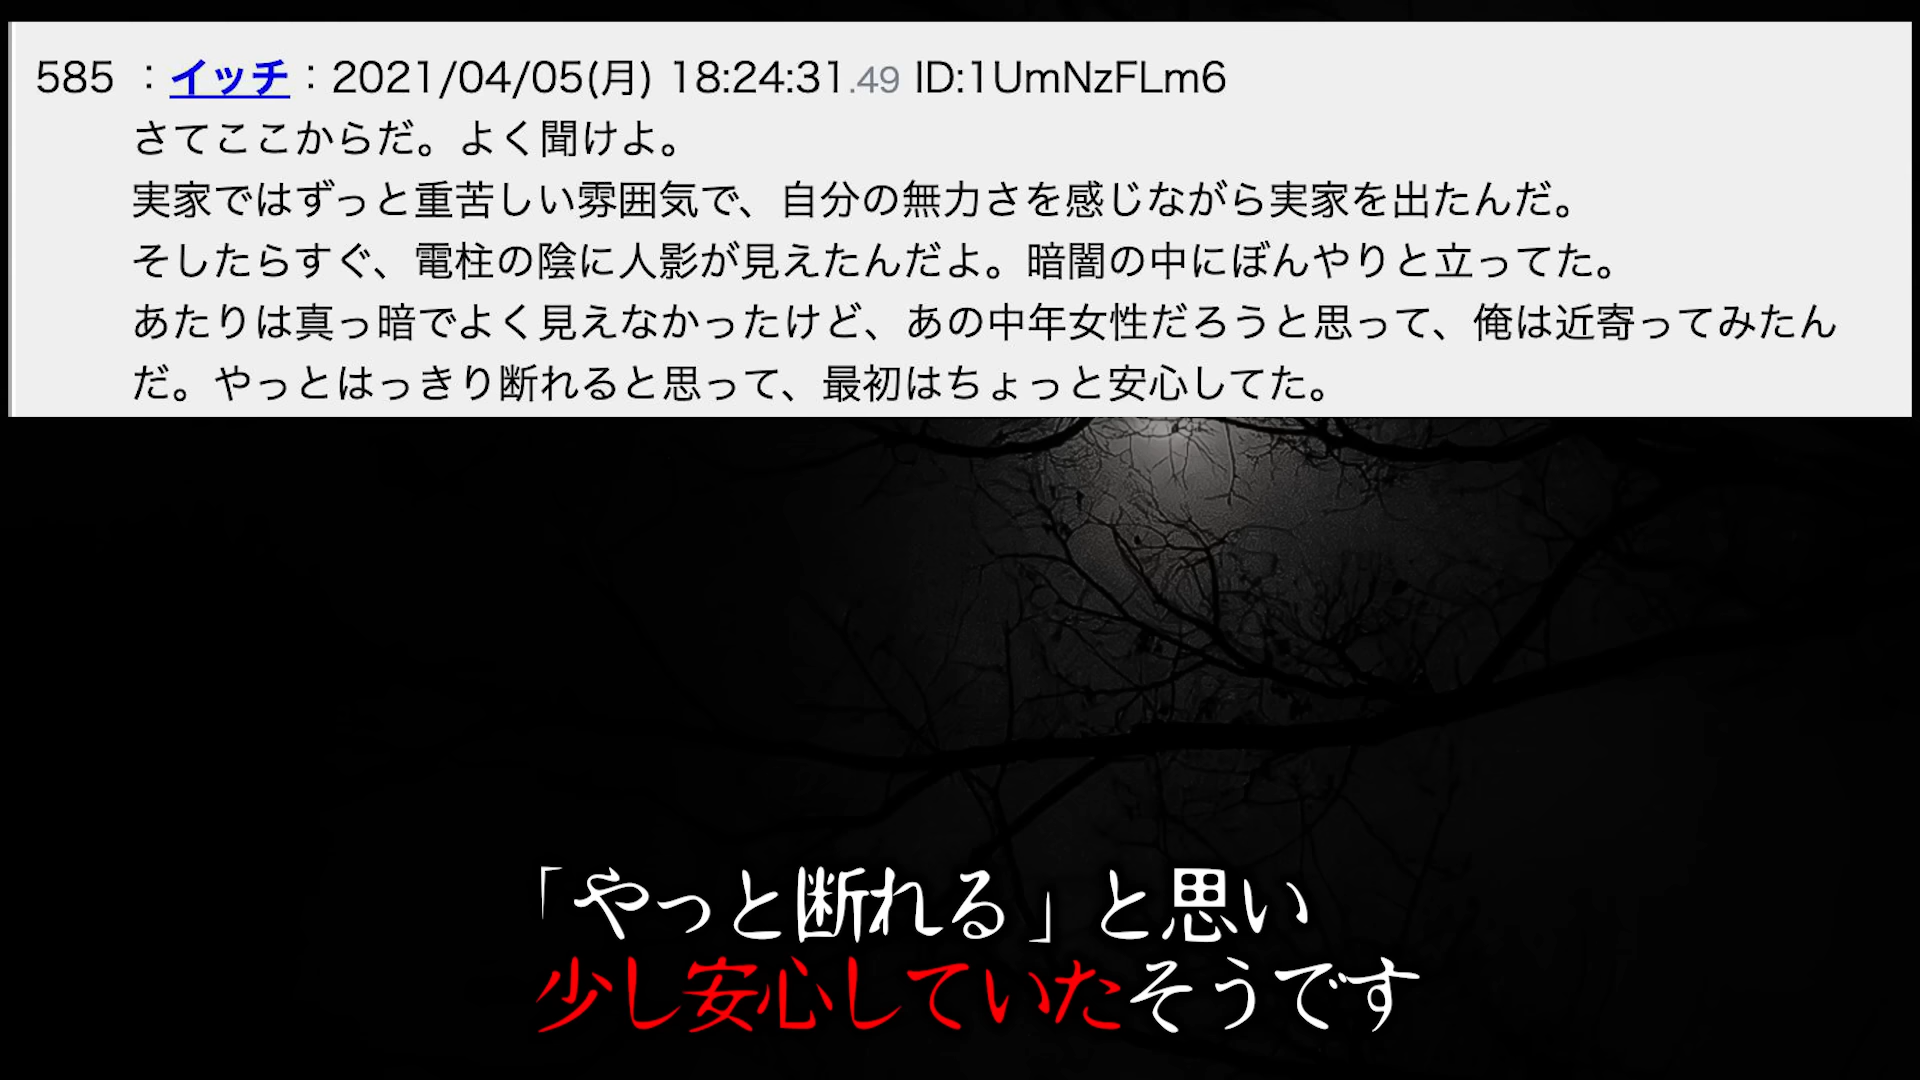 585 ：イッチ：2021/04/05(月) 18:24:31.49 ID:1UmNzFLm6
さてここからだ。よく聞けよ。
実家ではずっと重苦しい雰囲気で、自分の無力さを感じながら実家を出たんだ。
そしたらすぐ、電柱の陰に人影が見えたんだよ。暗闇の中にぼんやりと立ってた。
あたりは真っ暗でよく見えなかったけど、あの中年女性だろうと思って、俺は近寄ってみたん
だ。やっとはっきり断れると思って、最初はちょっと安心してた。
「やっと断れる」と思い
少し安心していたそうです